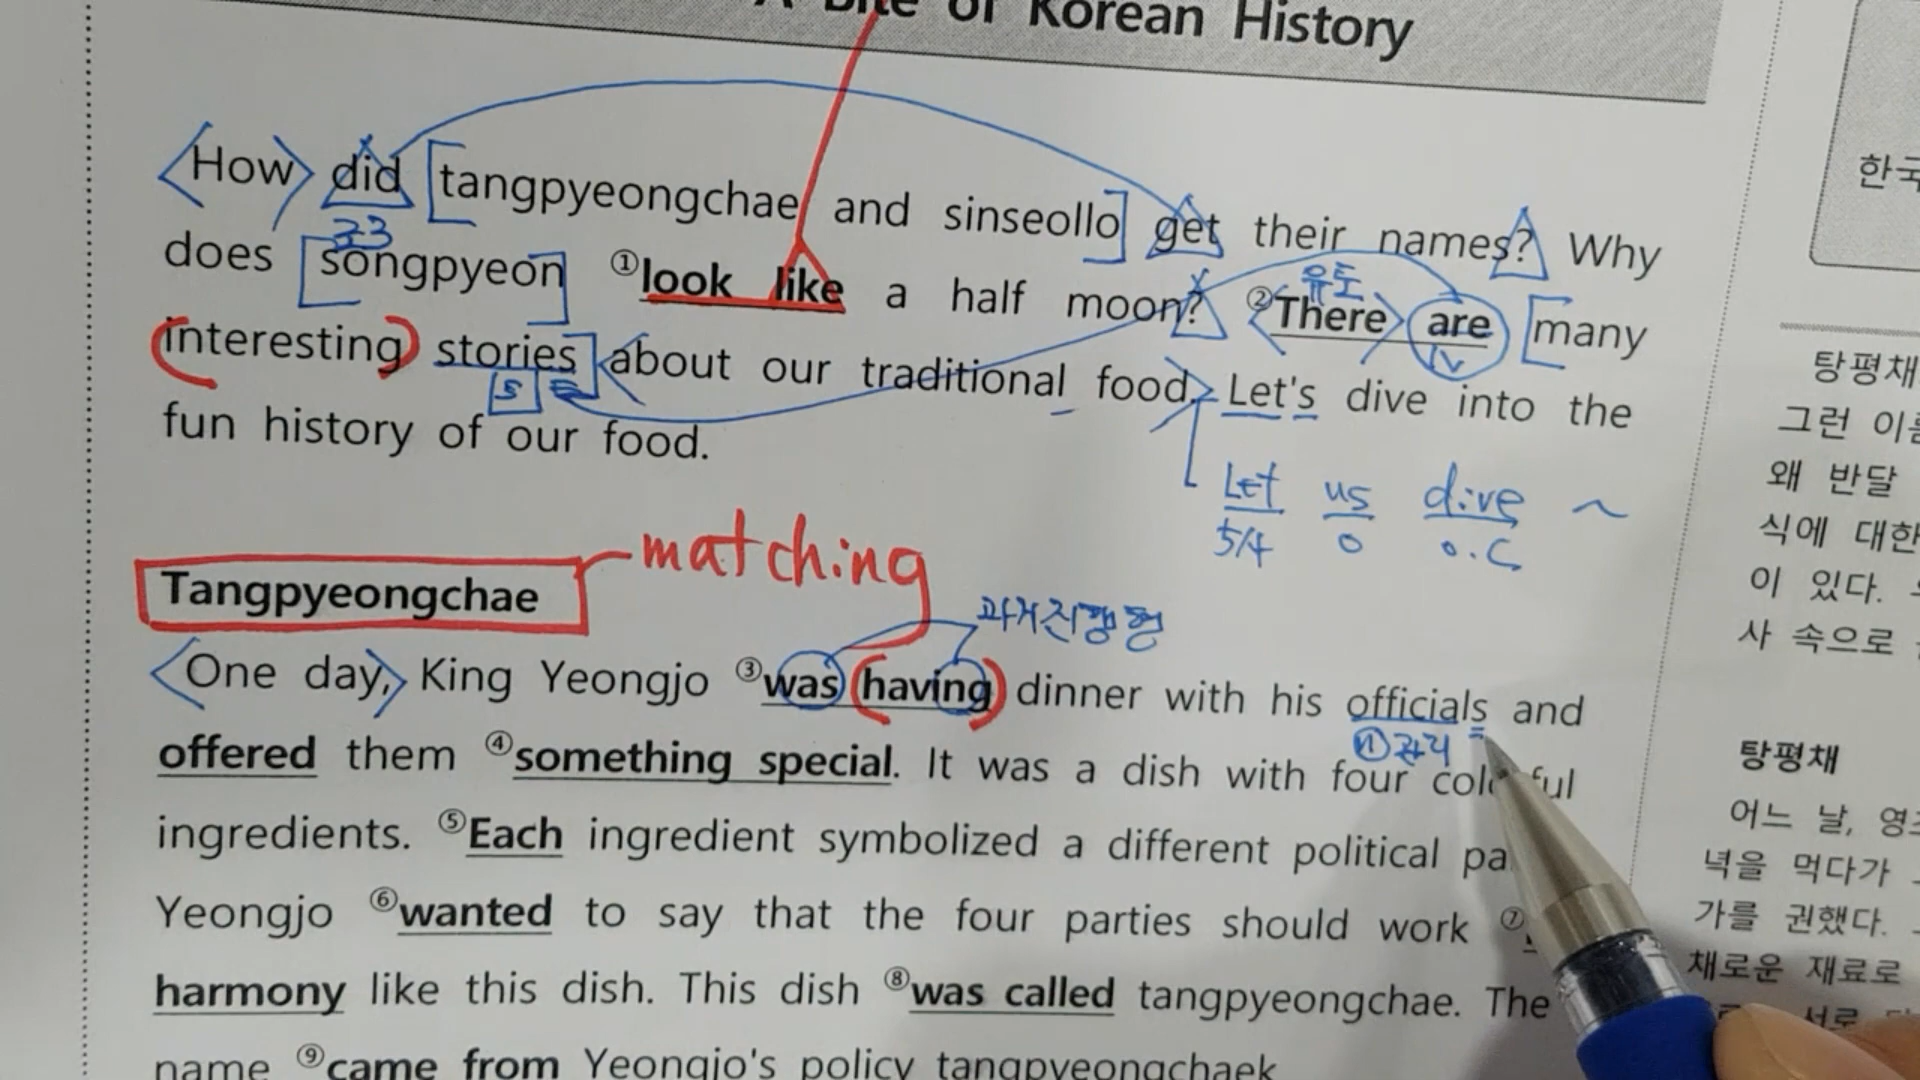 A Bite of Korean History
How did tangpyeongchae and sinseollo get their names? Why
does songpyeon ①look like a half moon? ②There are many
interesting stories about our traditional food. Let's dive into the
fun history of our food.
유도
Let us dive ~
5/4 O O.C
Tangpyeongchae
matching
과거진행형
One day, King Yeongjo ③was having dinner with his officials and
관리
offered them ④something special. It was a dish with four
ingredients. ⑤Each ingredient symbolized a different political
Yeongjo ⑥wanted to say that the four parties should work ⑦
harmony like this dish. This dish ⑧was called tangpyeongchae. The
name ⑨came from Yeongjo's policy tangpyeongchaek
탕평채
그런
왜 반달
식에 대한
이 있다.
사 속으로
탕평채
어느 날,
녁을 먹다가
가를 권했다.
채로운 재료로